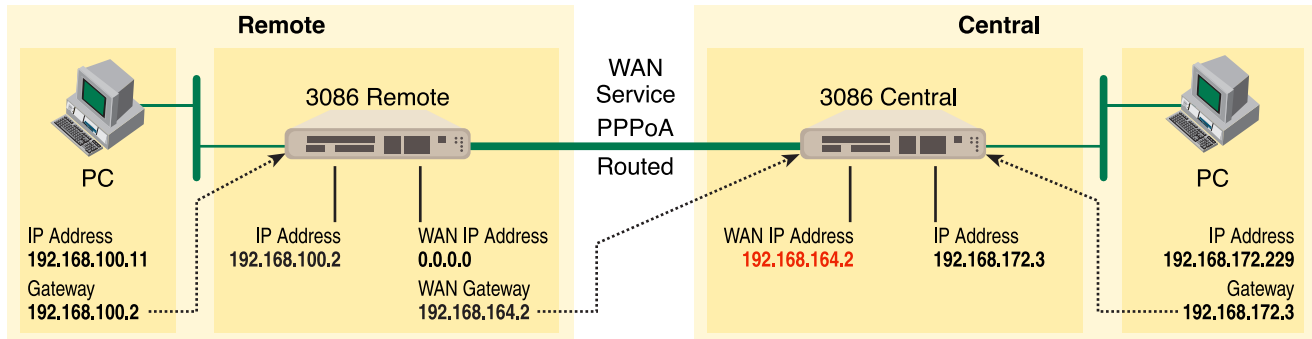 Remote
Central
3086 Remote
WAN
Service
PPPoA
Routed
3086 Central
PC
PC
IP Address
192.168.100.11
Gateway
192.168.100.2
IP Address
192.168.100.2
WAN IP Address
0.0.0.0
WAN Gateway
192.168.164.2
WAN IP Address
192.168.164.2
IP Address
192.168.172.3
IP Address
192.168.172.229
Gateway
192.168.172.3